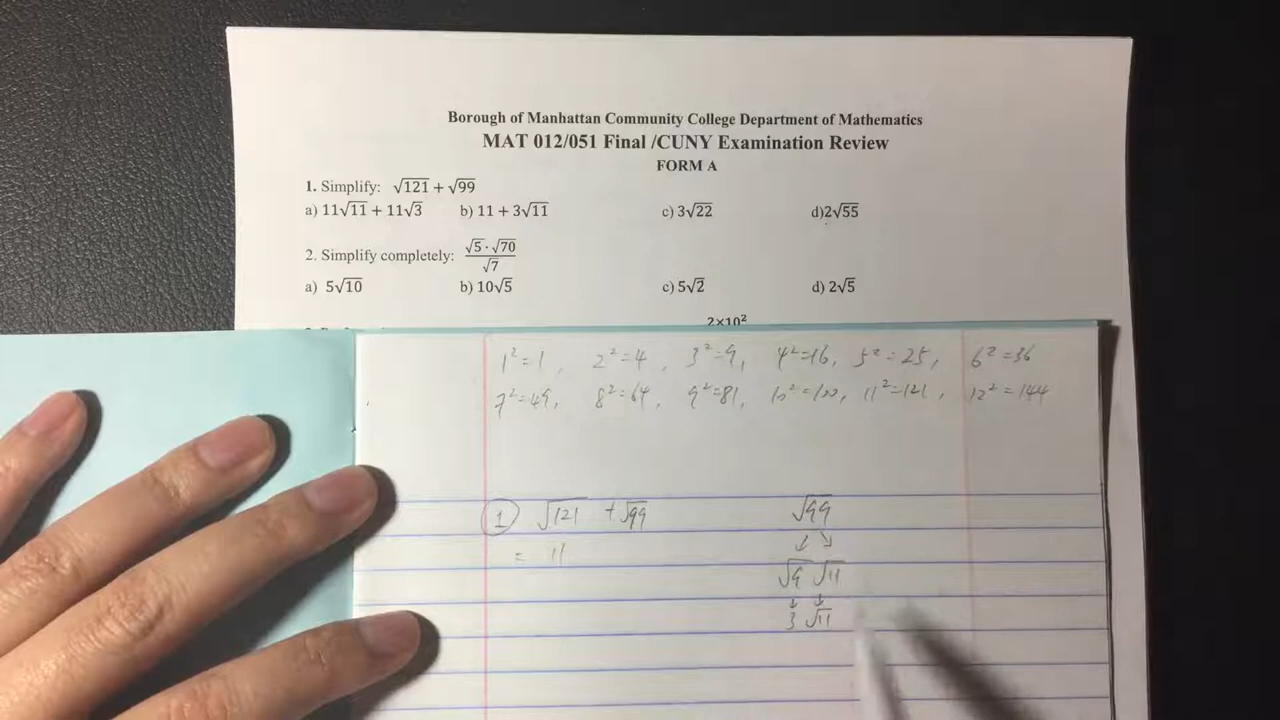 Borough of Manhattan Community College Department of Mathematics
MAT 012/051 Final /CUNY Examination Review
FORM A
1. Simplify: √121 + √99
a) 11√11 + 11√3 b) 11 + 3√11 c) 3√22 d)2√55
2. Simplify completely: (√5 · √70)/√7
a) 5√10 b) 10√5 c) 5√2 d) 2√5
2×10²
1²=1, 2²=4, 3²=9, 4²=16, 5²=25, 6²=36
7²=49, 8²=64, 9²=81, 10²=100, 11²=121, 12²=144
① √121 + √99 √99
= 11 ↙ ↘
√9 √11
↓ ↓
3 √11